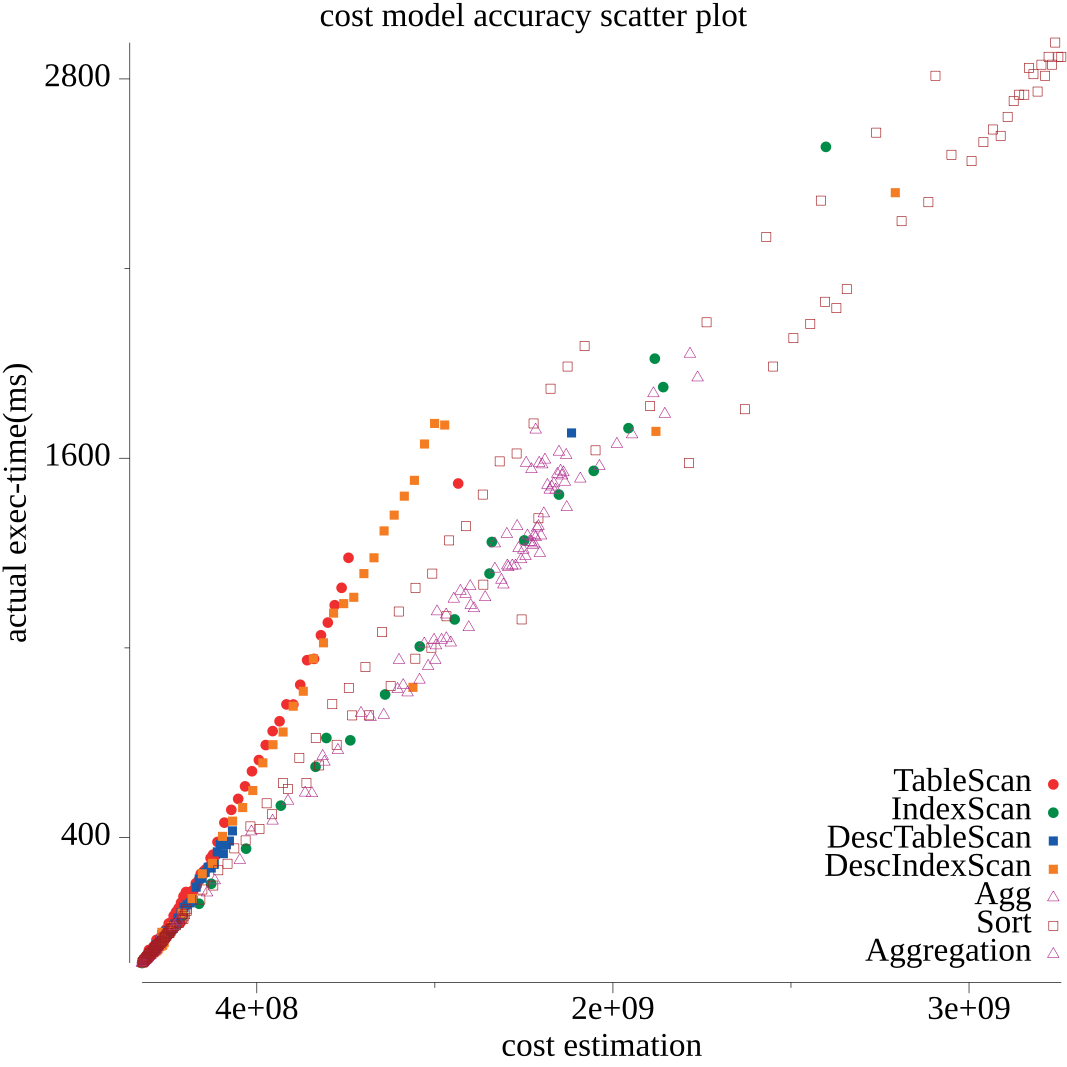 cost model accuracy scatter plot
2800
1600
400
actual exec-time(ms)
TableScan
IndexScan
DescTableScan
DescIndexScan
Agg
Sort
Aggregation
4e+08
2e+09
3e+09
cost estimation